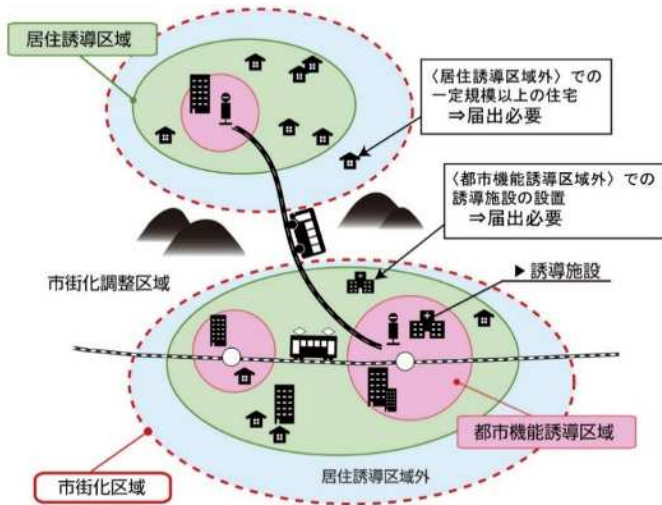 居住誘導区域
〈居住誘導区域外〉での
一定規模以上の住宅
⇒届出必要
〈都市機能誘導区域外〉での
誘導施設の設置
⇒届出必要
市街化調整区域
▶誘導施設
都市機能誘導区域
市街化区域
居住誘導区域外